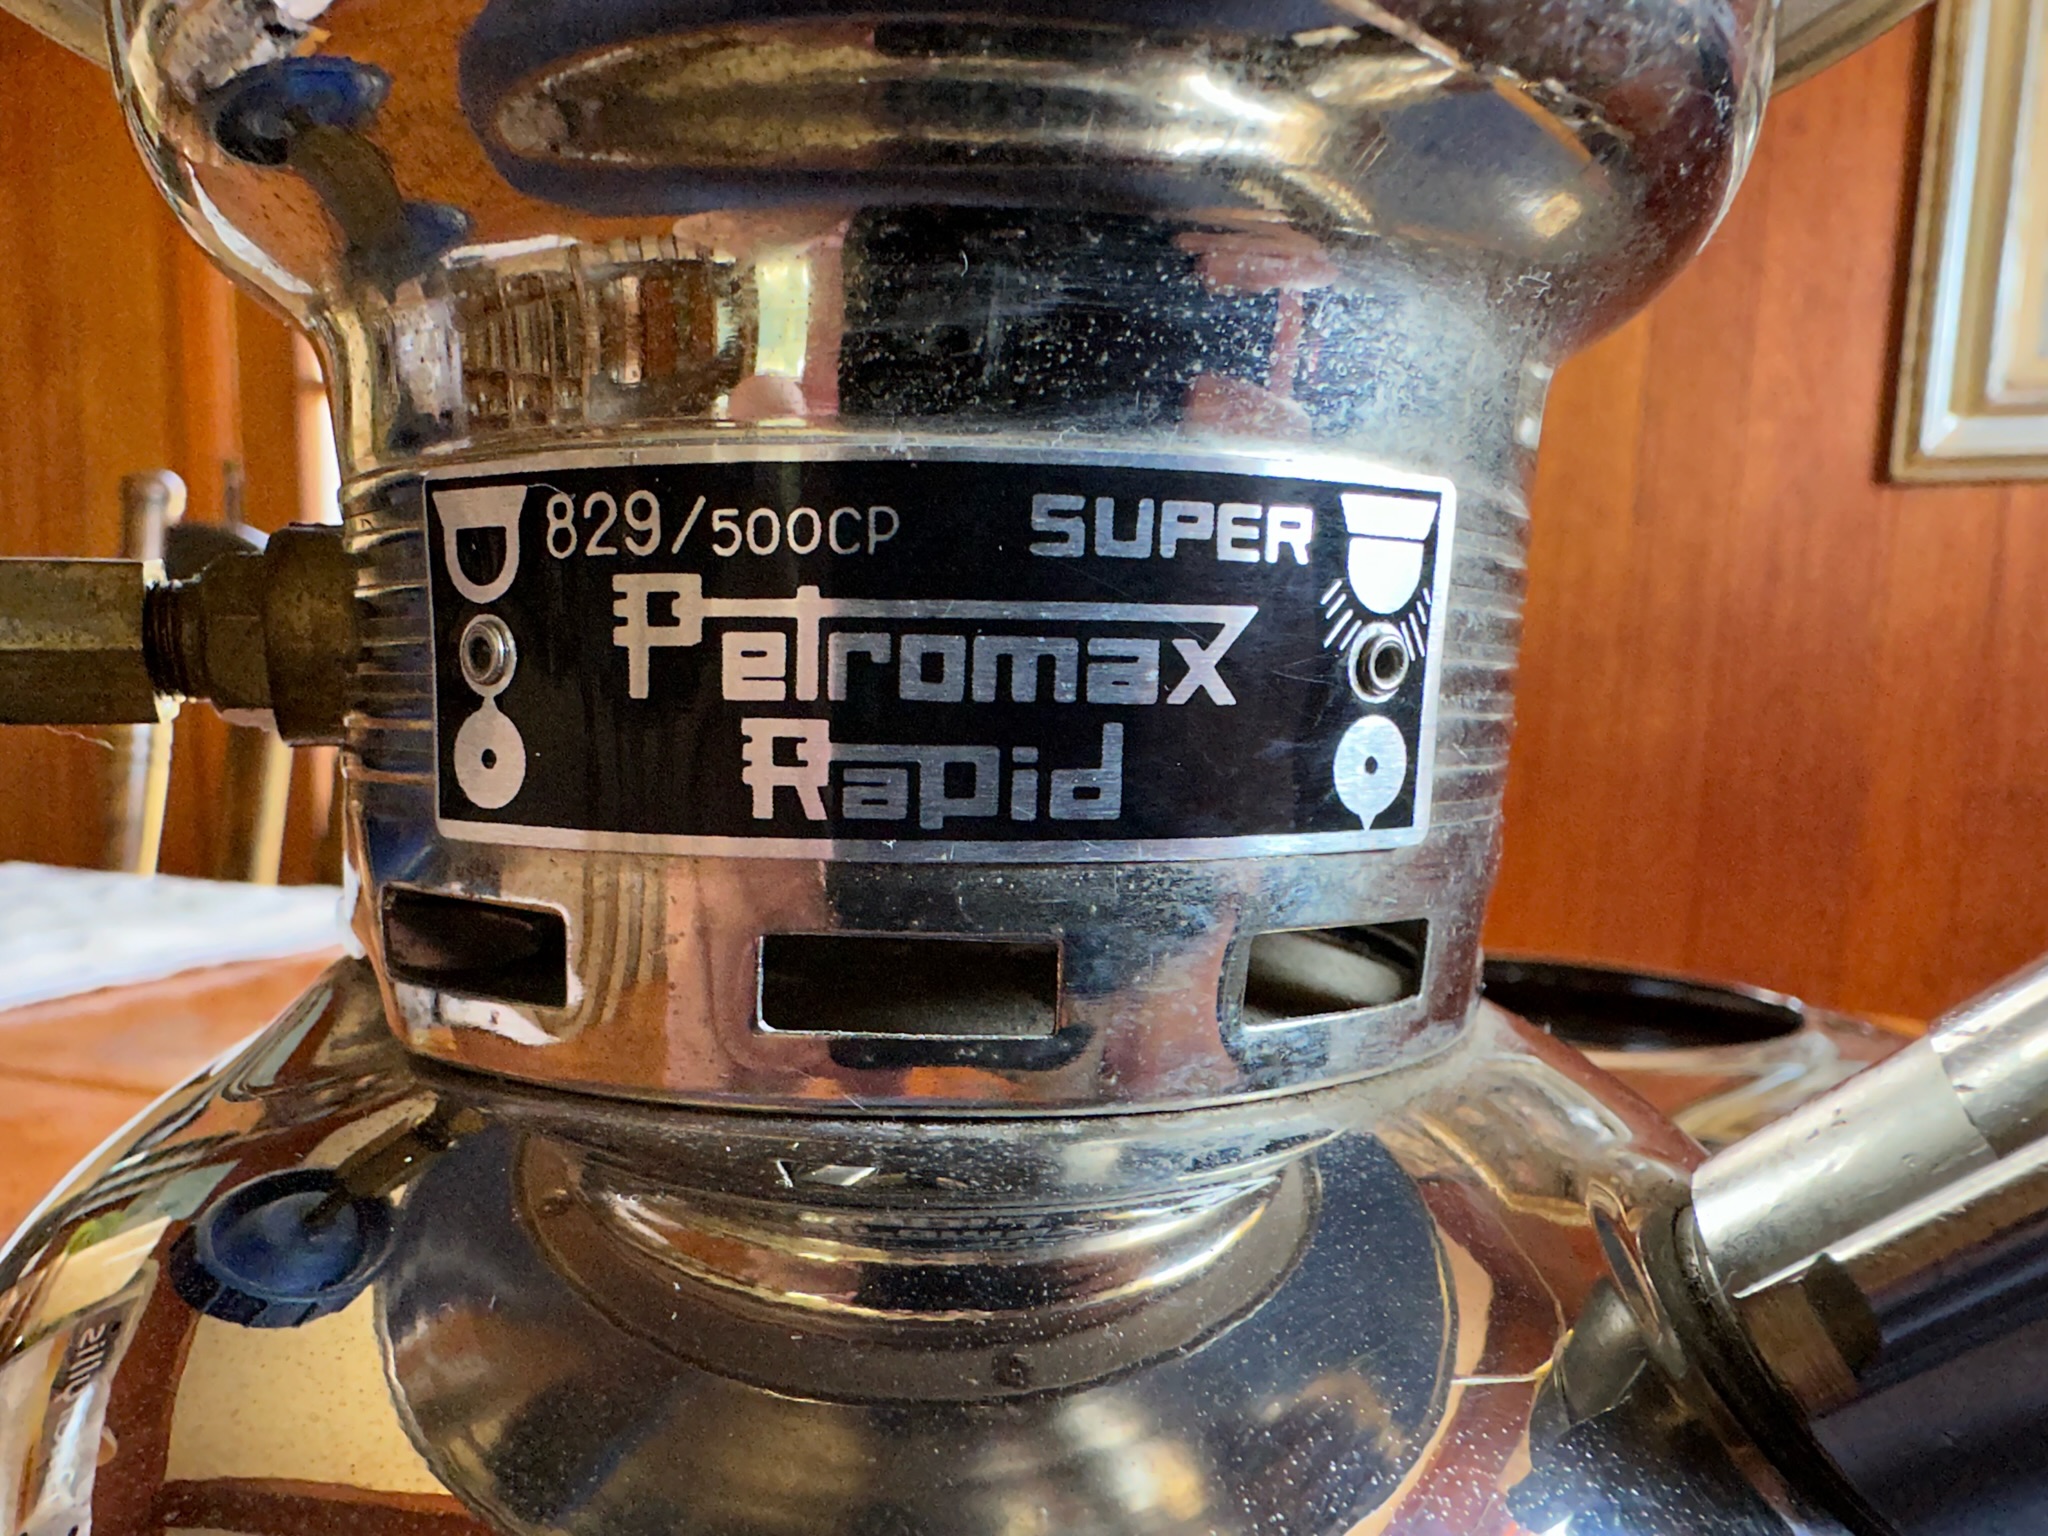 829/500CP SUPER
Petromax
Rapid